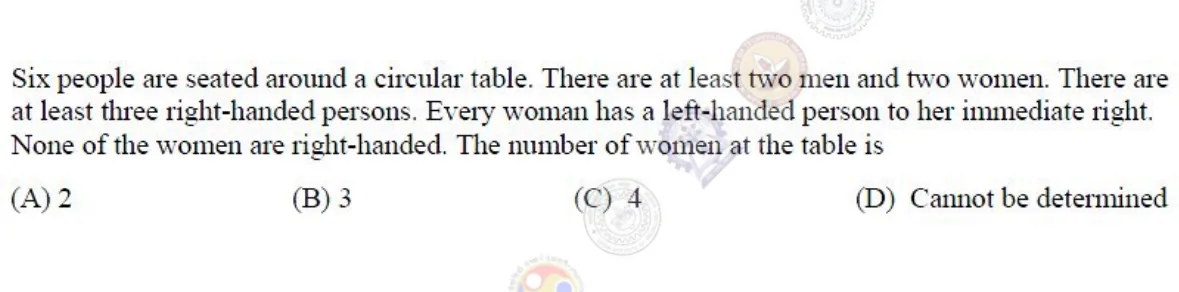 Six people are seated around a circular table. There are at least two men and two women. There are
at least three right-handed persons. Every woman has a left-handed person to her immediate right.
None of the women are right-handed. The number of women at the table is
(A) 2 (B) 3 (C) 4 (D) Cannot be determined